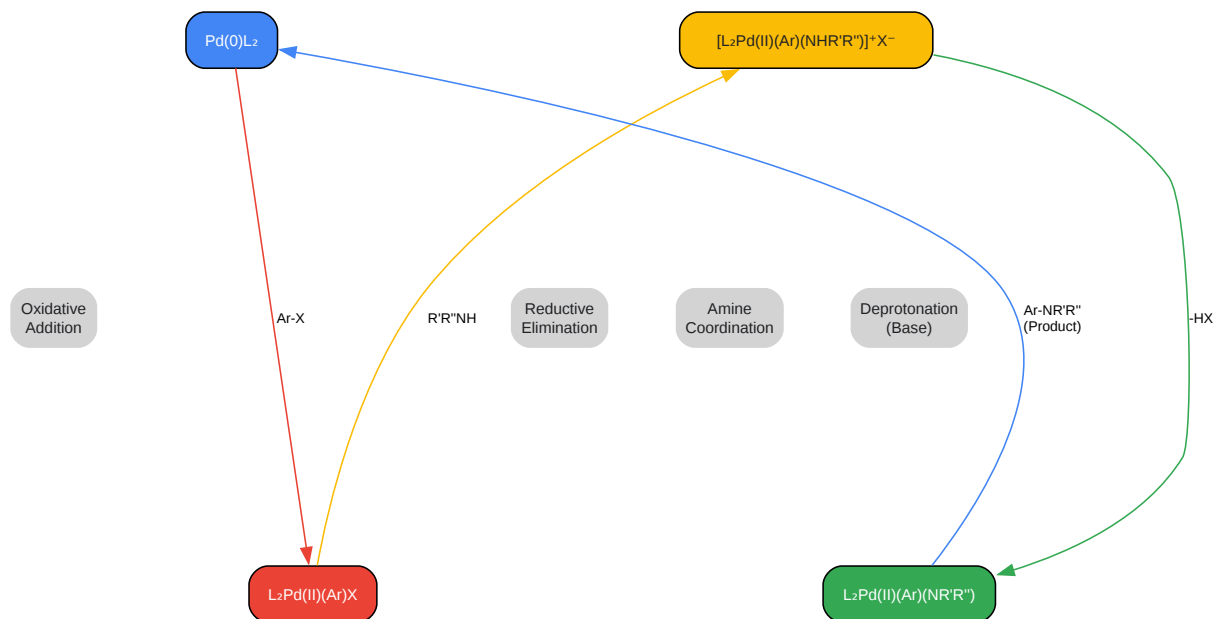 Pd(0)L₂
[L₂Pd(II)(Ar)(NHR'R")]⁺X⁻
Oxidative
Addition
Ar-X
R'R"NH
Reductive
Elimination
Amine
Coordination
Deprotonation
(Base)
Ar-NR'R"
(Product)
-HX
L₂Pd(II)(Ar)X
L₂Pd(II)(Ar)(NR'R")